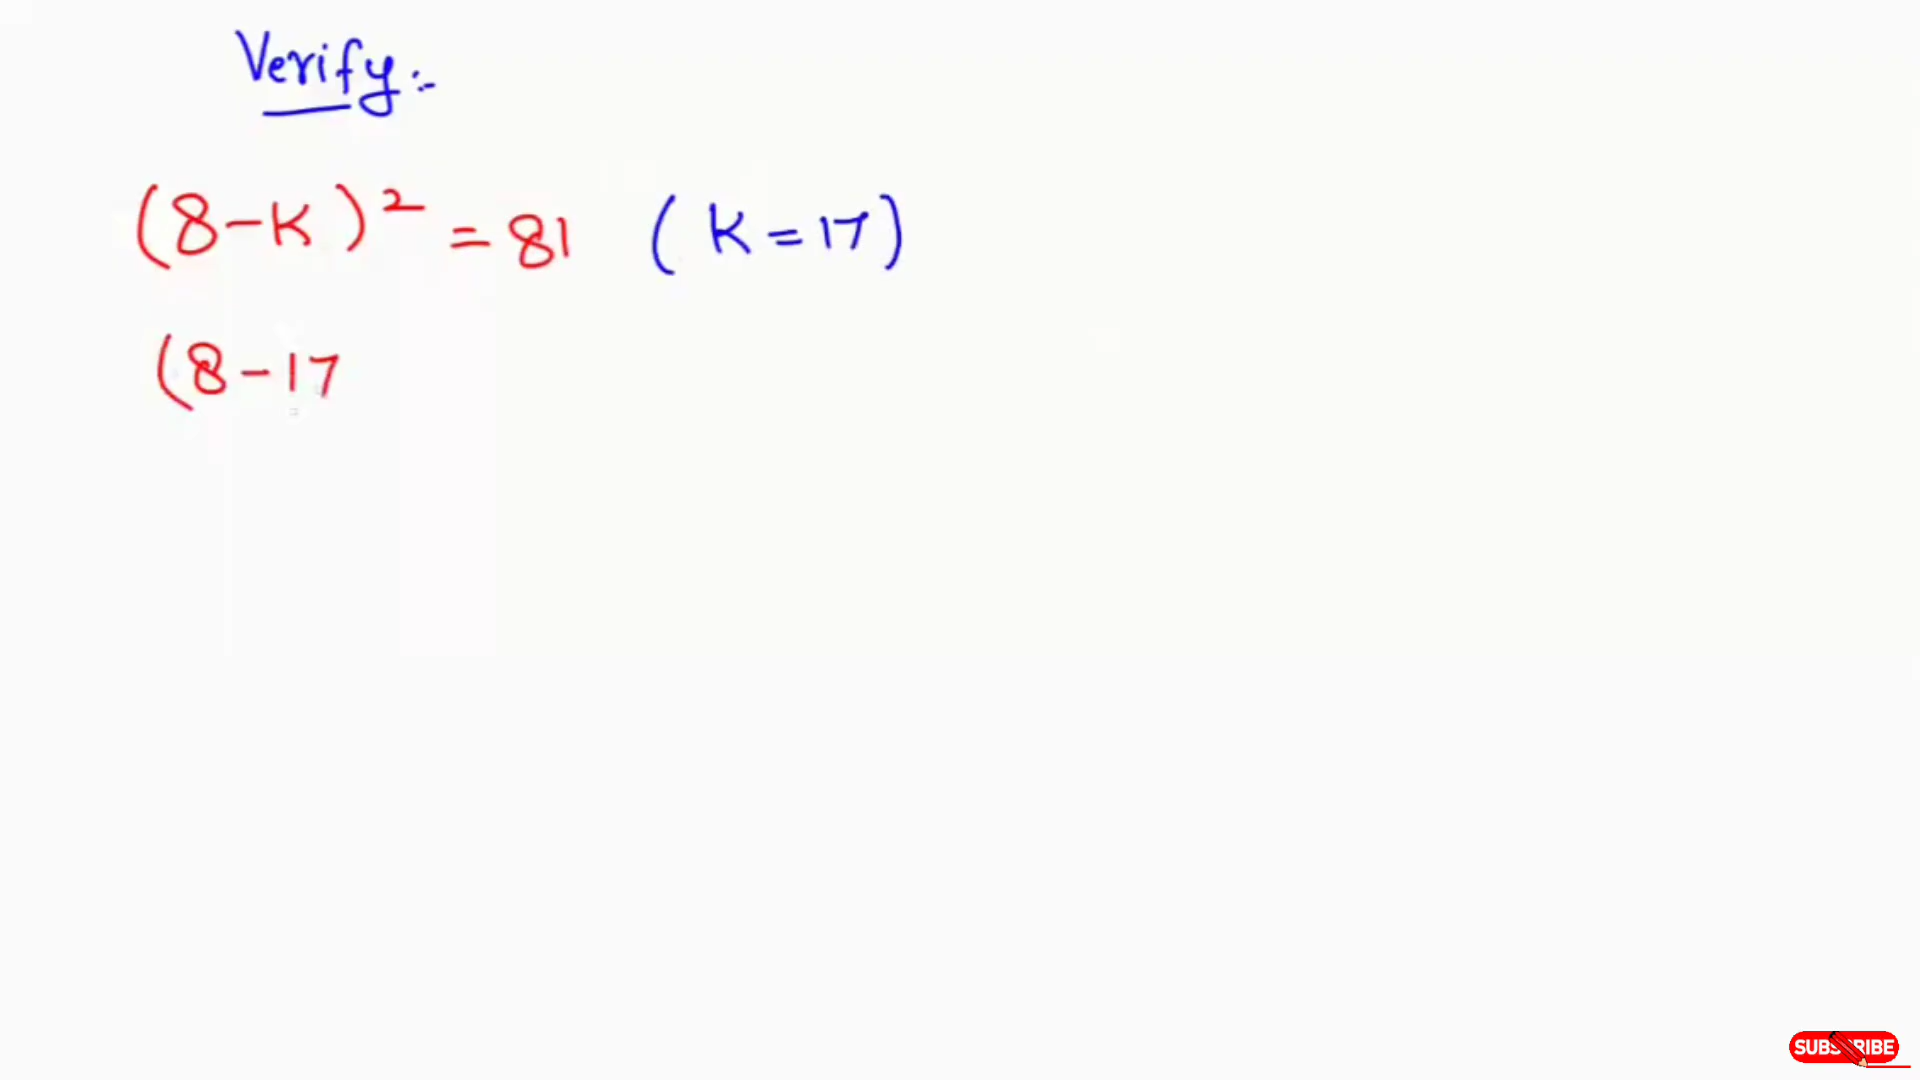 Verify:-
(8-K)² = 81 (K = 17)
(8-17
SUBSCRIBE